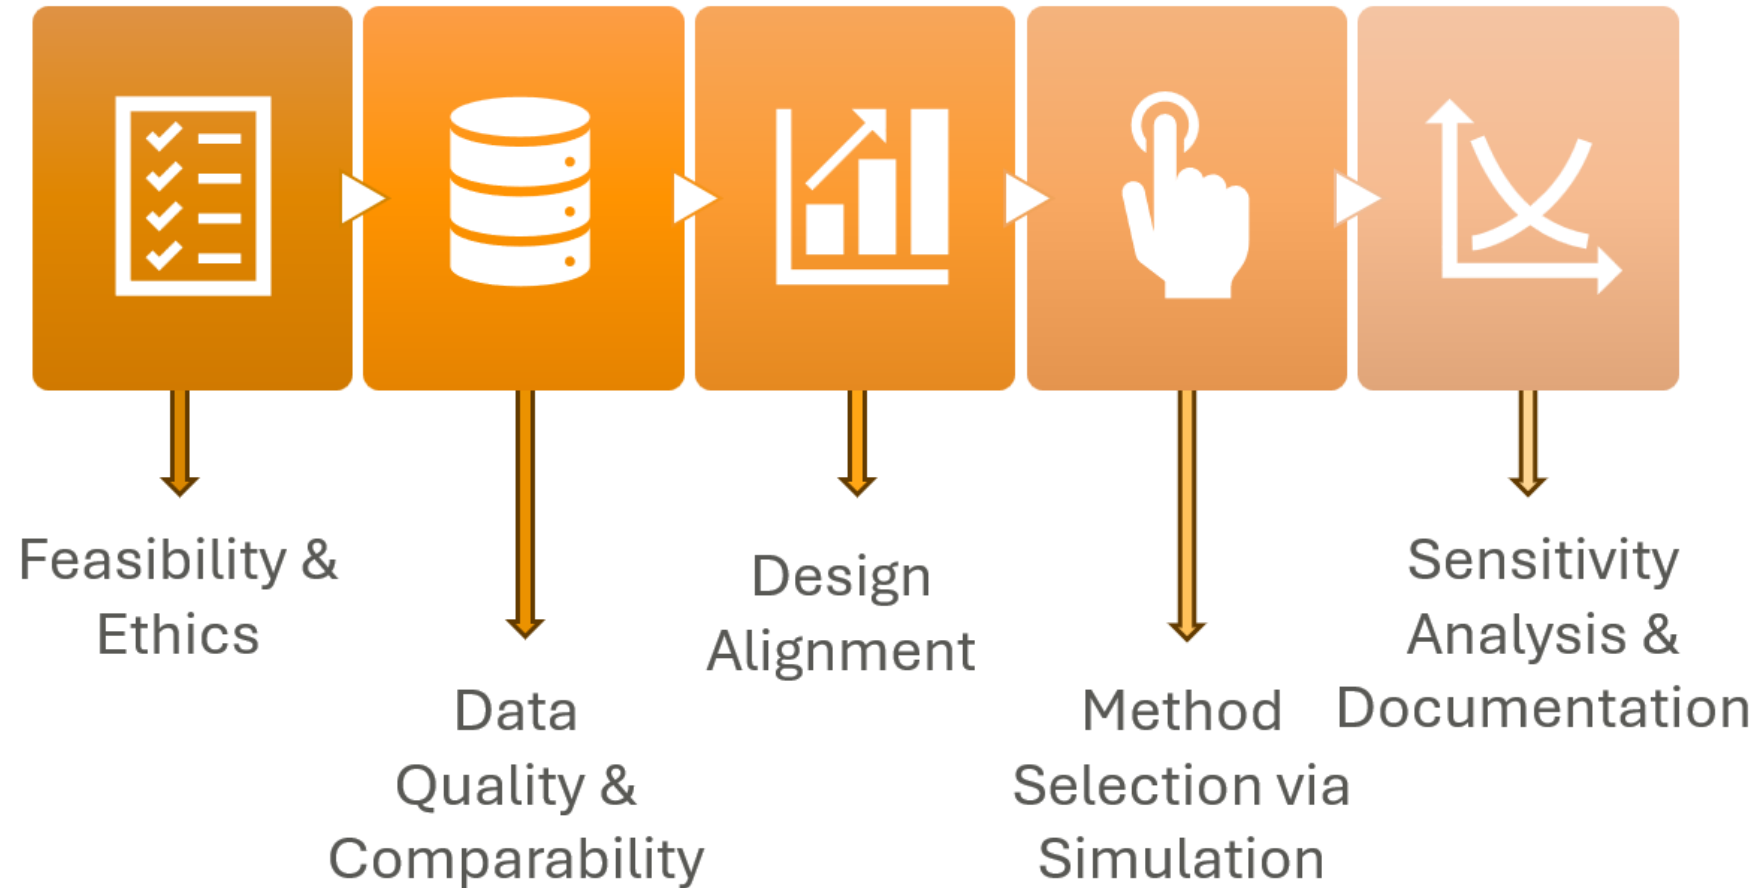 Feasibility &
Ethics
Data
Quality &
Comparability
Design
Alignment
Method
Selection via
Simulation
Sensitivity
Analysis &
Documentation